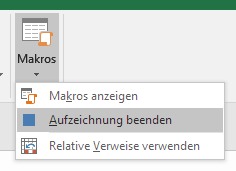 Makros
Makros anzeigen
Aufzeichnung beenden
Relative Verweise verwenden